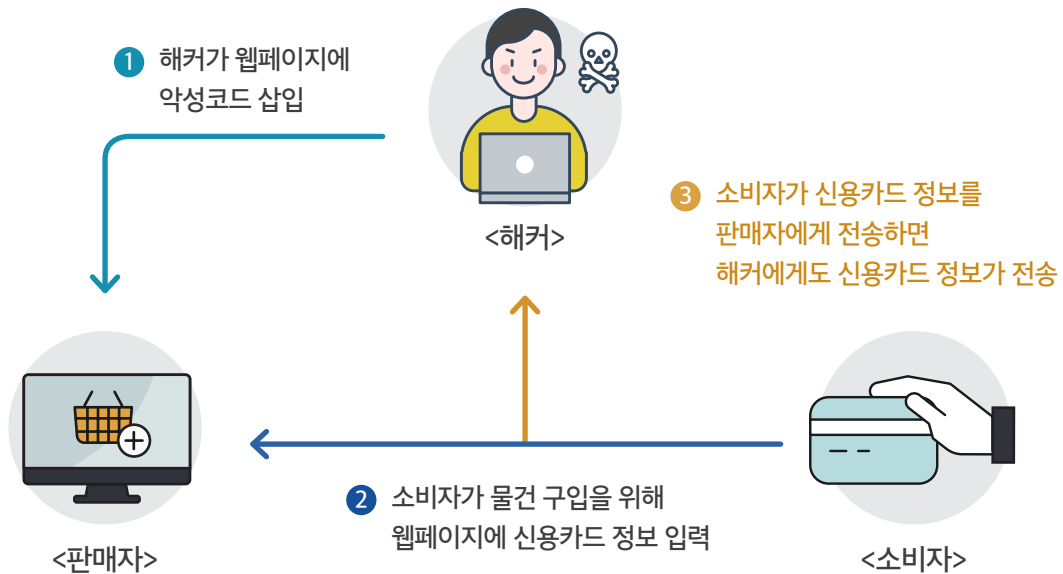 1 해커가 웹페이지에
악성코드 삽입
<해커>
3 소비자가 신용카드 정보를
판매자에게 전송하면
해커에게도 신용카드 정보가 전송
2 소비자가 물건 구입을 위해
웹페이지에 신용카드 정보 입력
<판매자>
<소비자>